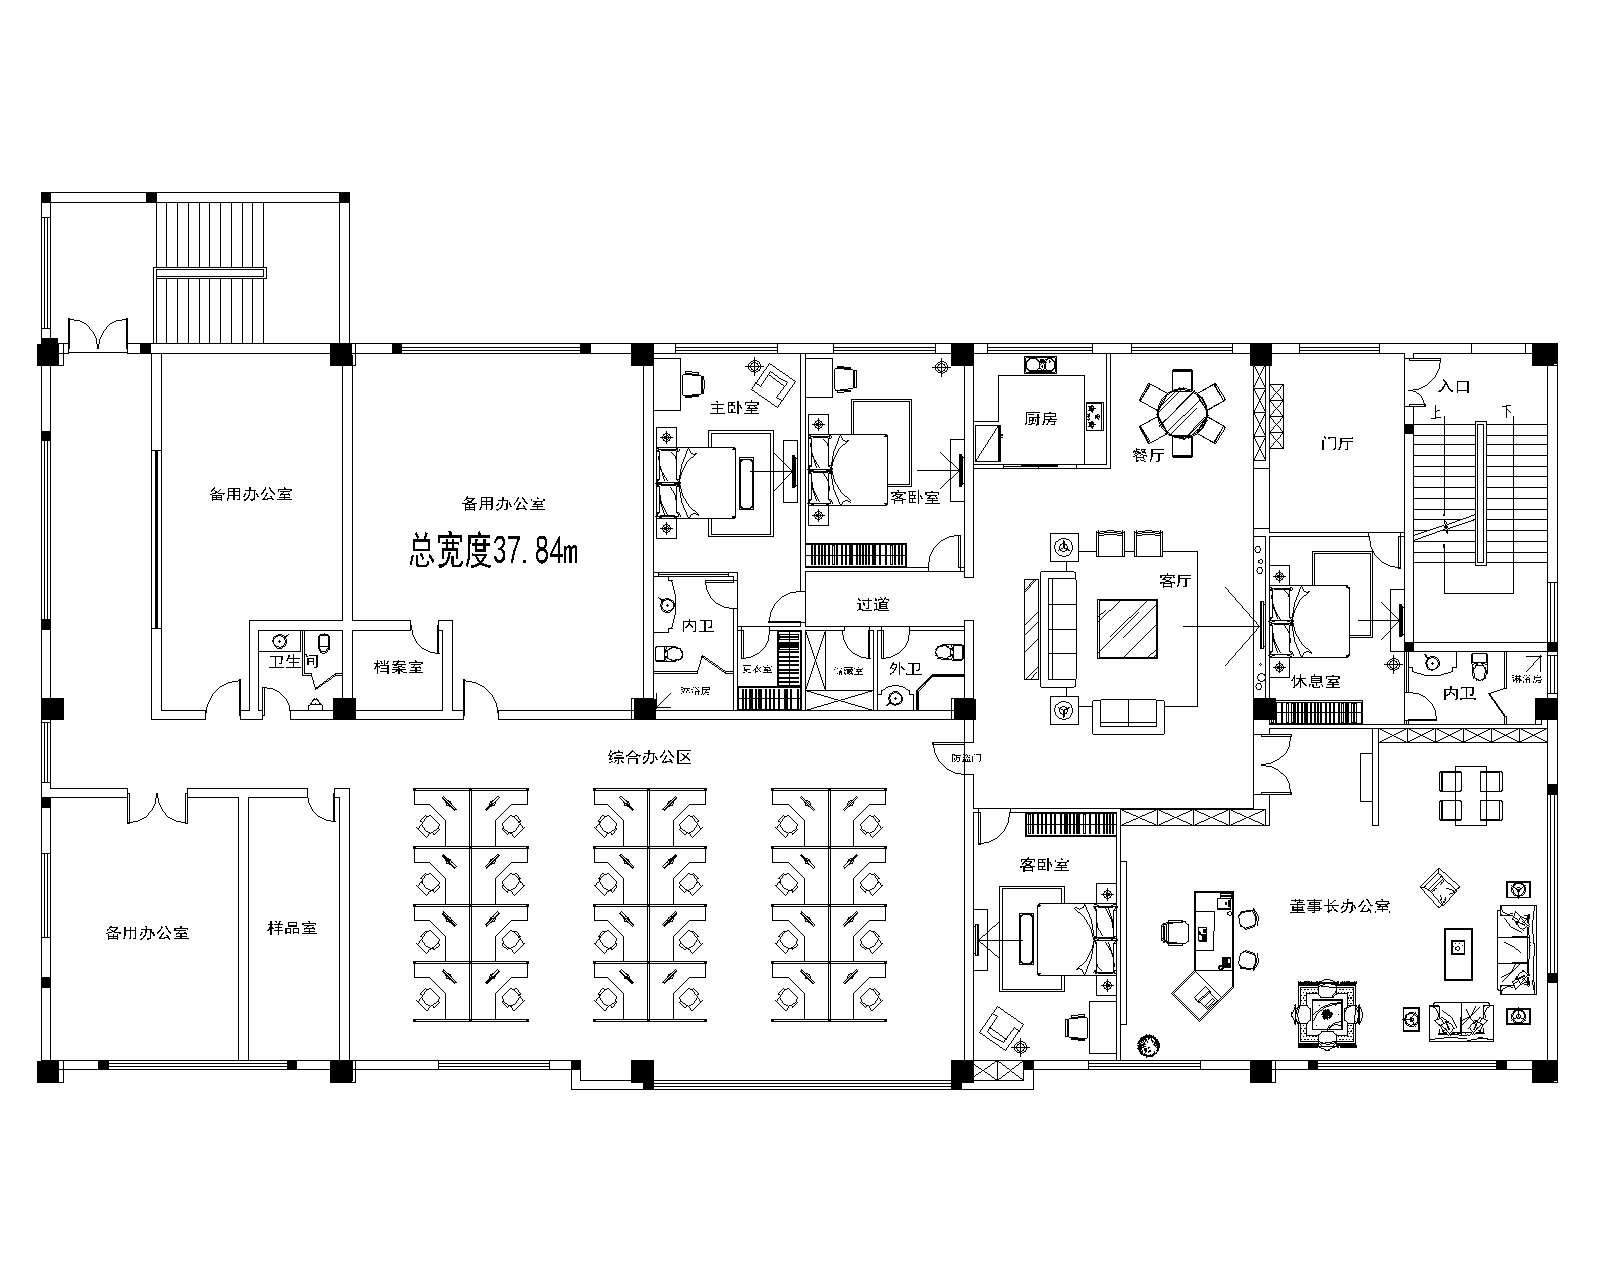 入口
上
下
主卧室
厨房
门厅
餐厅
备用办公室
客卧室
备用办公室
总宽度37.84m
客厅
过道
内卫
卫生间
档案室
更衣室
储藏室
外卫
休息室
淋浴房
内卫
淋浴房
综合办公区
防盗门
客卧室
董事长办公室
样品室
备用办公室